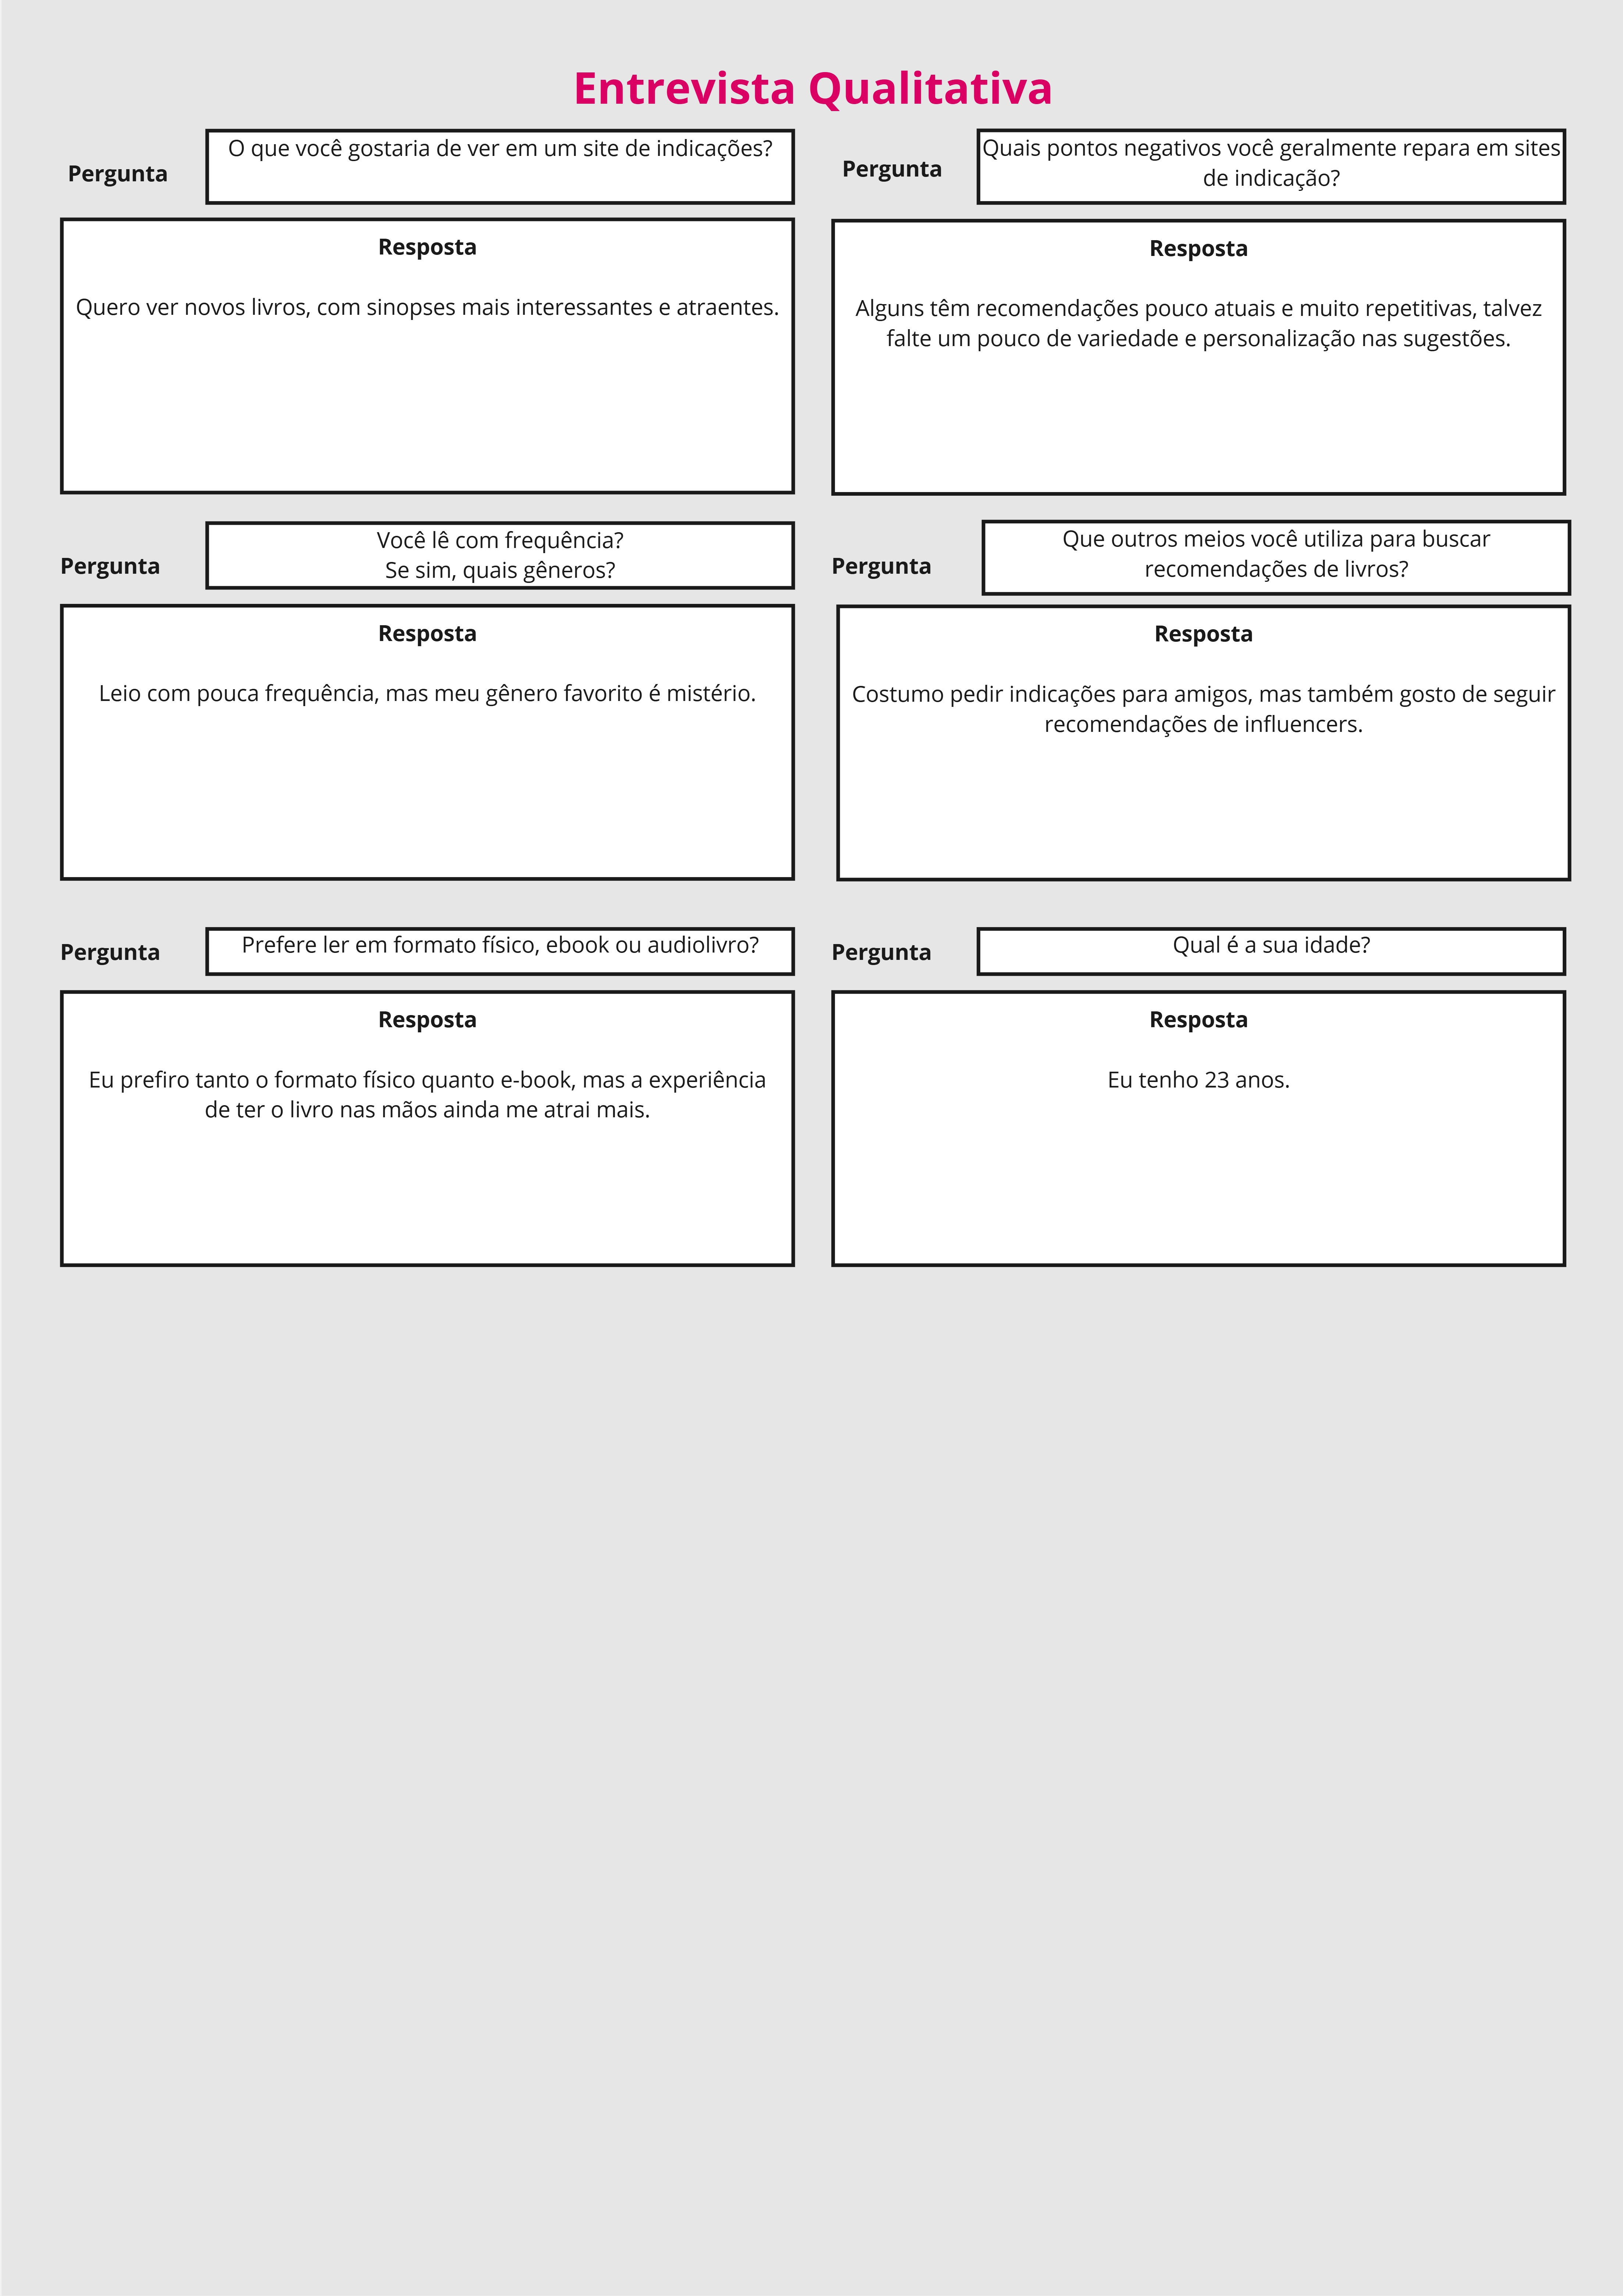 Entrevista Qualitativa
Pergunta
O que você gostaria de ver em um site de indicações?
Resposta
Quero ver novos livros, com sinopses mais interessantes e atraentes.
Pergunta
Quais pontos negativos você geralmente repara em sites
de indicação?
Resposta
Alguns têm recomendações pouco atuais e muito repetitivas, talvez
falte um pouco de variedade e personalização nas sugestões.
Pergunta
Você lê com frequência?
Se sim, quais gêneros?
Resposta
Leio com pouca frequência, mas meu gênero favorito é mistério.
Pergunta
Que outros meios você utiliza para buscar
recomendações de livros?
Resposta
Costumo pedir indicações para amigos, mas também gosto de seguir
recomendações de influencers.
Pergunta
Prefere ler em formato físico, ebook ou audiolivro?
Resposta
Eu prefiro tanto o formato físico quanto e-book, mas a experiência
de ter o livro nas mãos ainda me atrai mais.
Pergunta
Qual é a sua idade?
Resposta
Eu tenho 23 anos.